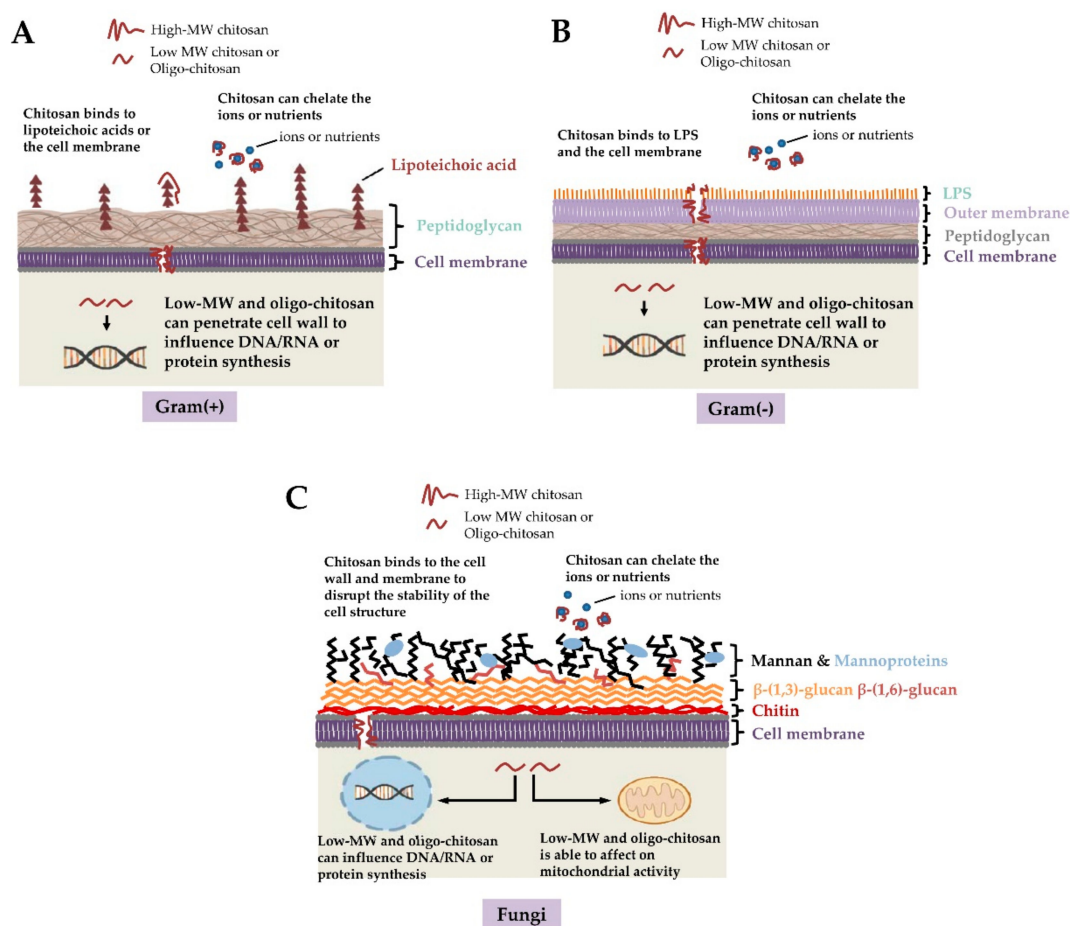 A
High-MW chitosan
Low MW chitosan or
Oligo-chitosan
Chitosan binds to
lipoteichoic acids or
the cell membrane
Chitosan can chelate the
ions or nutrients
ions or nutrients
Lipoteichoic acid
Peptidoglycan
Cell membrane
Low-MW and oligo-chitosan
can penetrate cell wall to
influence DNA/RNA or
protein synthesis
Gram(+)
B
High-MW chitosan
Low MW chitosan or
Oligo-chitosan
Chitosan binds to LPS
and the cell membrane
Chitosan can chelate the
ions or nutrients
ions or nutrients
LPS
Outer membrane
Peptidoglycan
Cell membrane
Low-MW and oligo-chitosan
can penetrate cell wall to
influence DNA/RNA or
protein synthesis
Gram(-)
C
High-MW chitosan
Low MW chitosan or
Oligo-chitosan
Chitosan binds to the cell
wall and membrane to
disrupt the stability of the
cell structure
Chitosan can chelate the
ions or nutrients
ions or nutrients
Mannan & Mannoproteins
β-(1,3)-glucan β-(1,6)-glucan
Chitin
Cell membrane
Low-MW and oligo-chitosan
can influence DNA/RNA or
protein synthesis
Low-MW and oligo-chitosan
is able to affect on
mitochondrial activity
Fungi